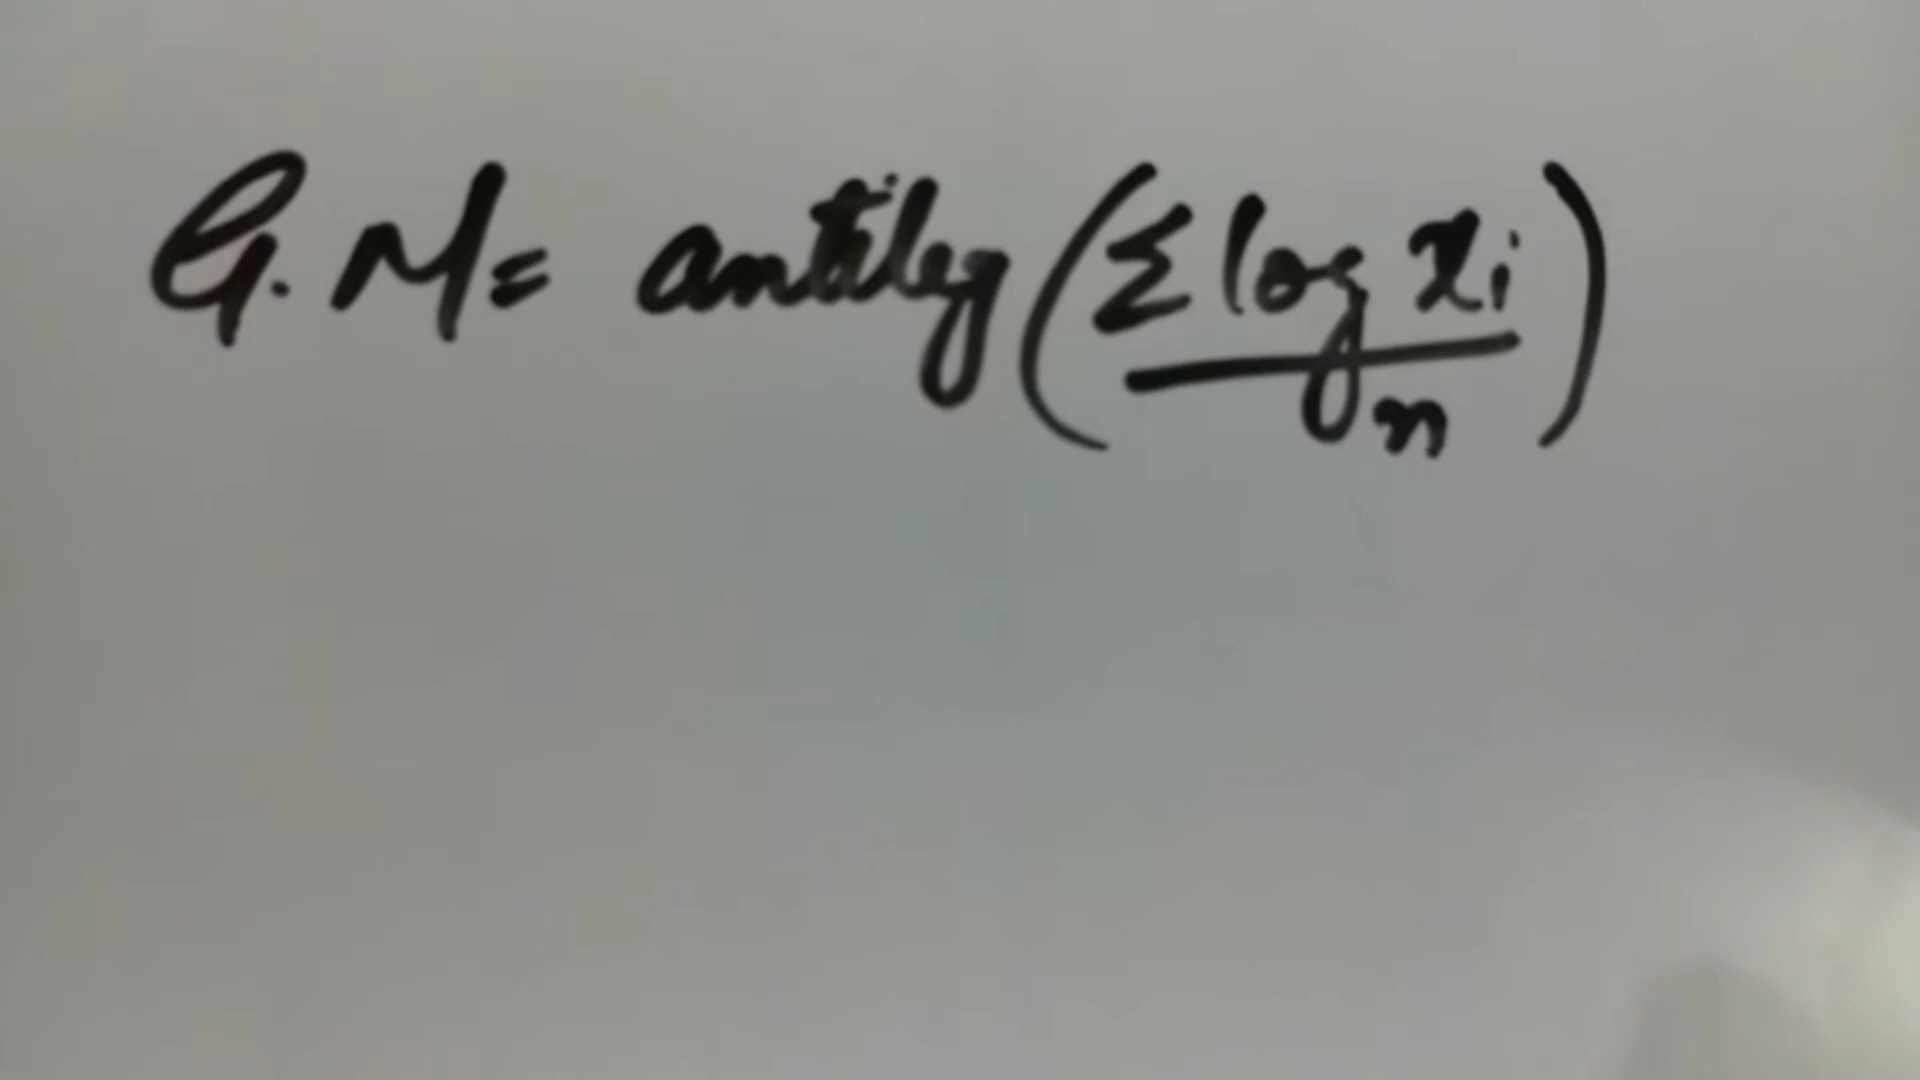 G.M= antilog (Σ log xi / n)